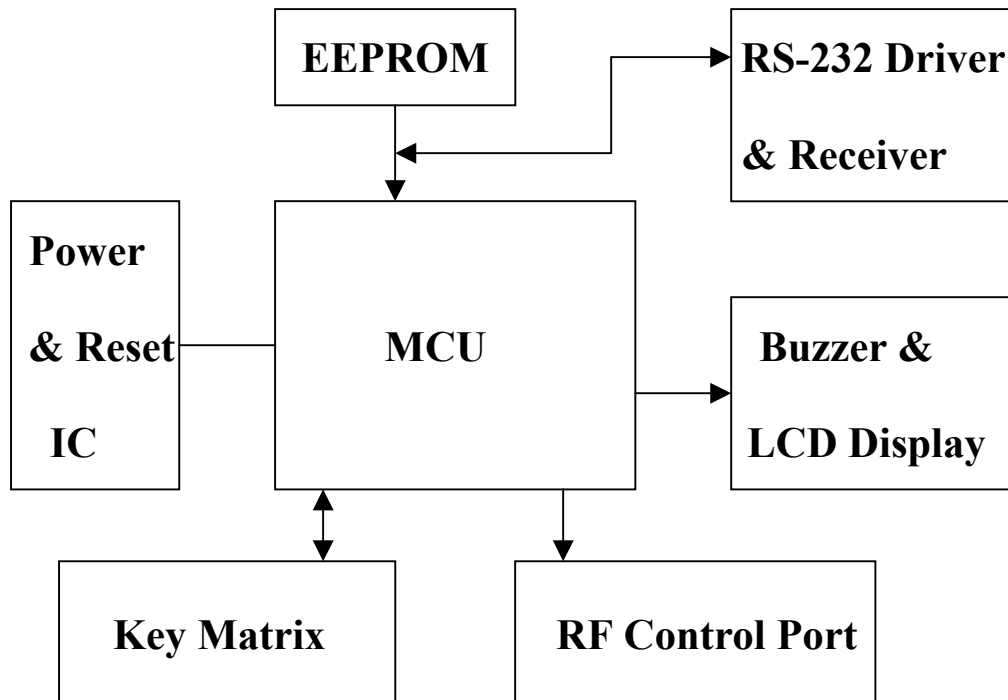 EEPROM
RS-232 Driver
& Receiver
Power
& Reset
IC
MCU
Buzzer &
LCD Display
Key Matrix
RF Control Port